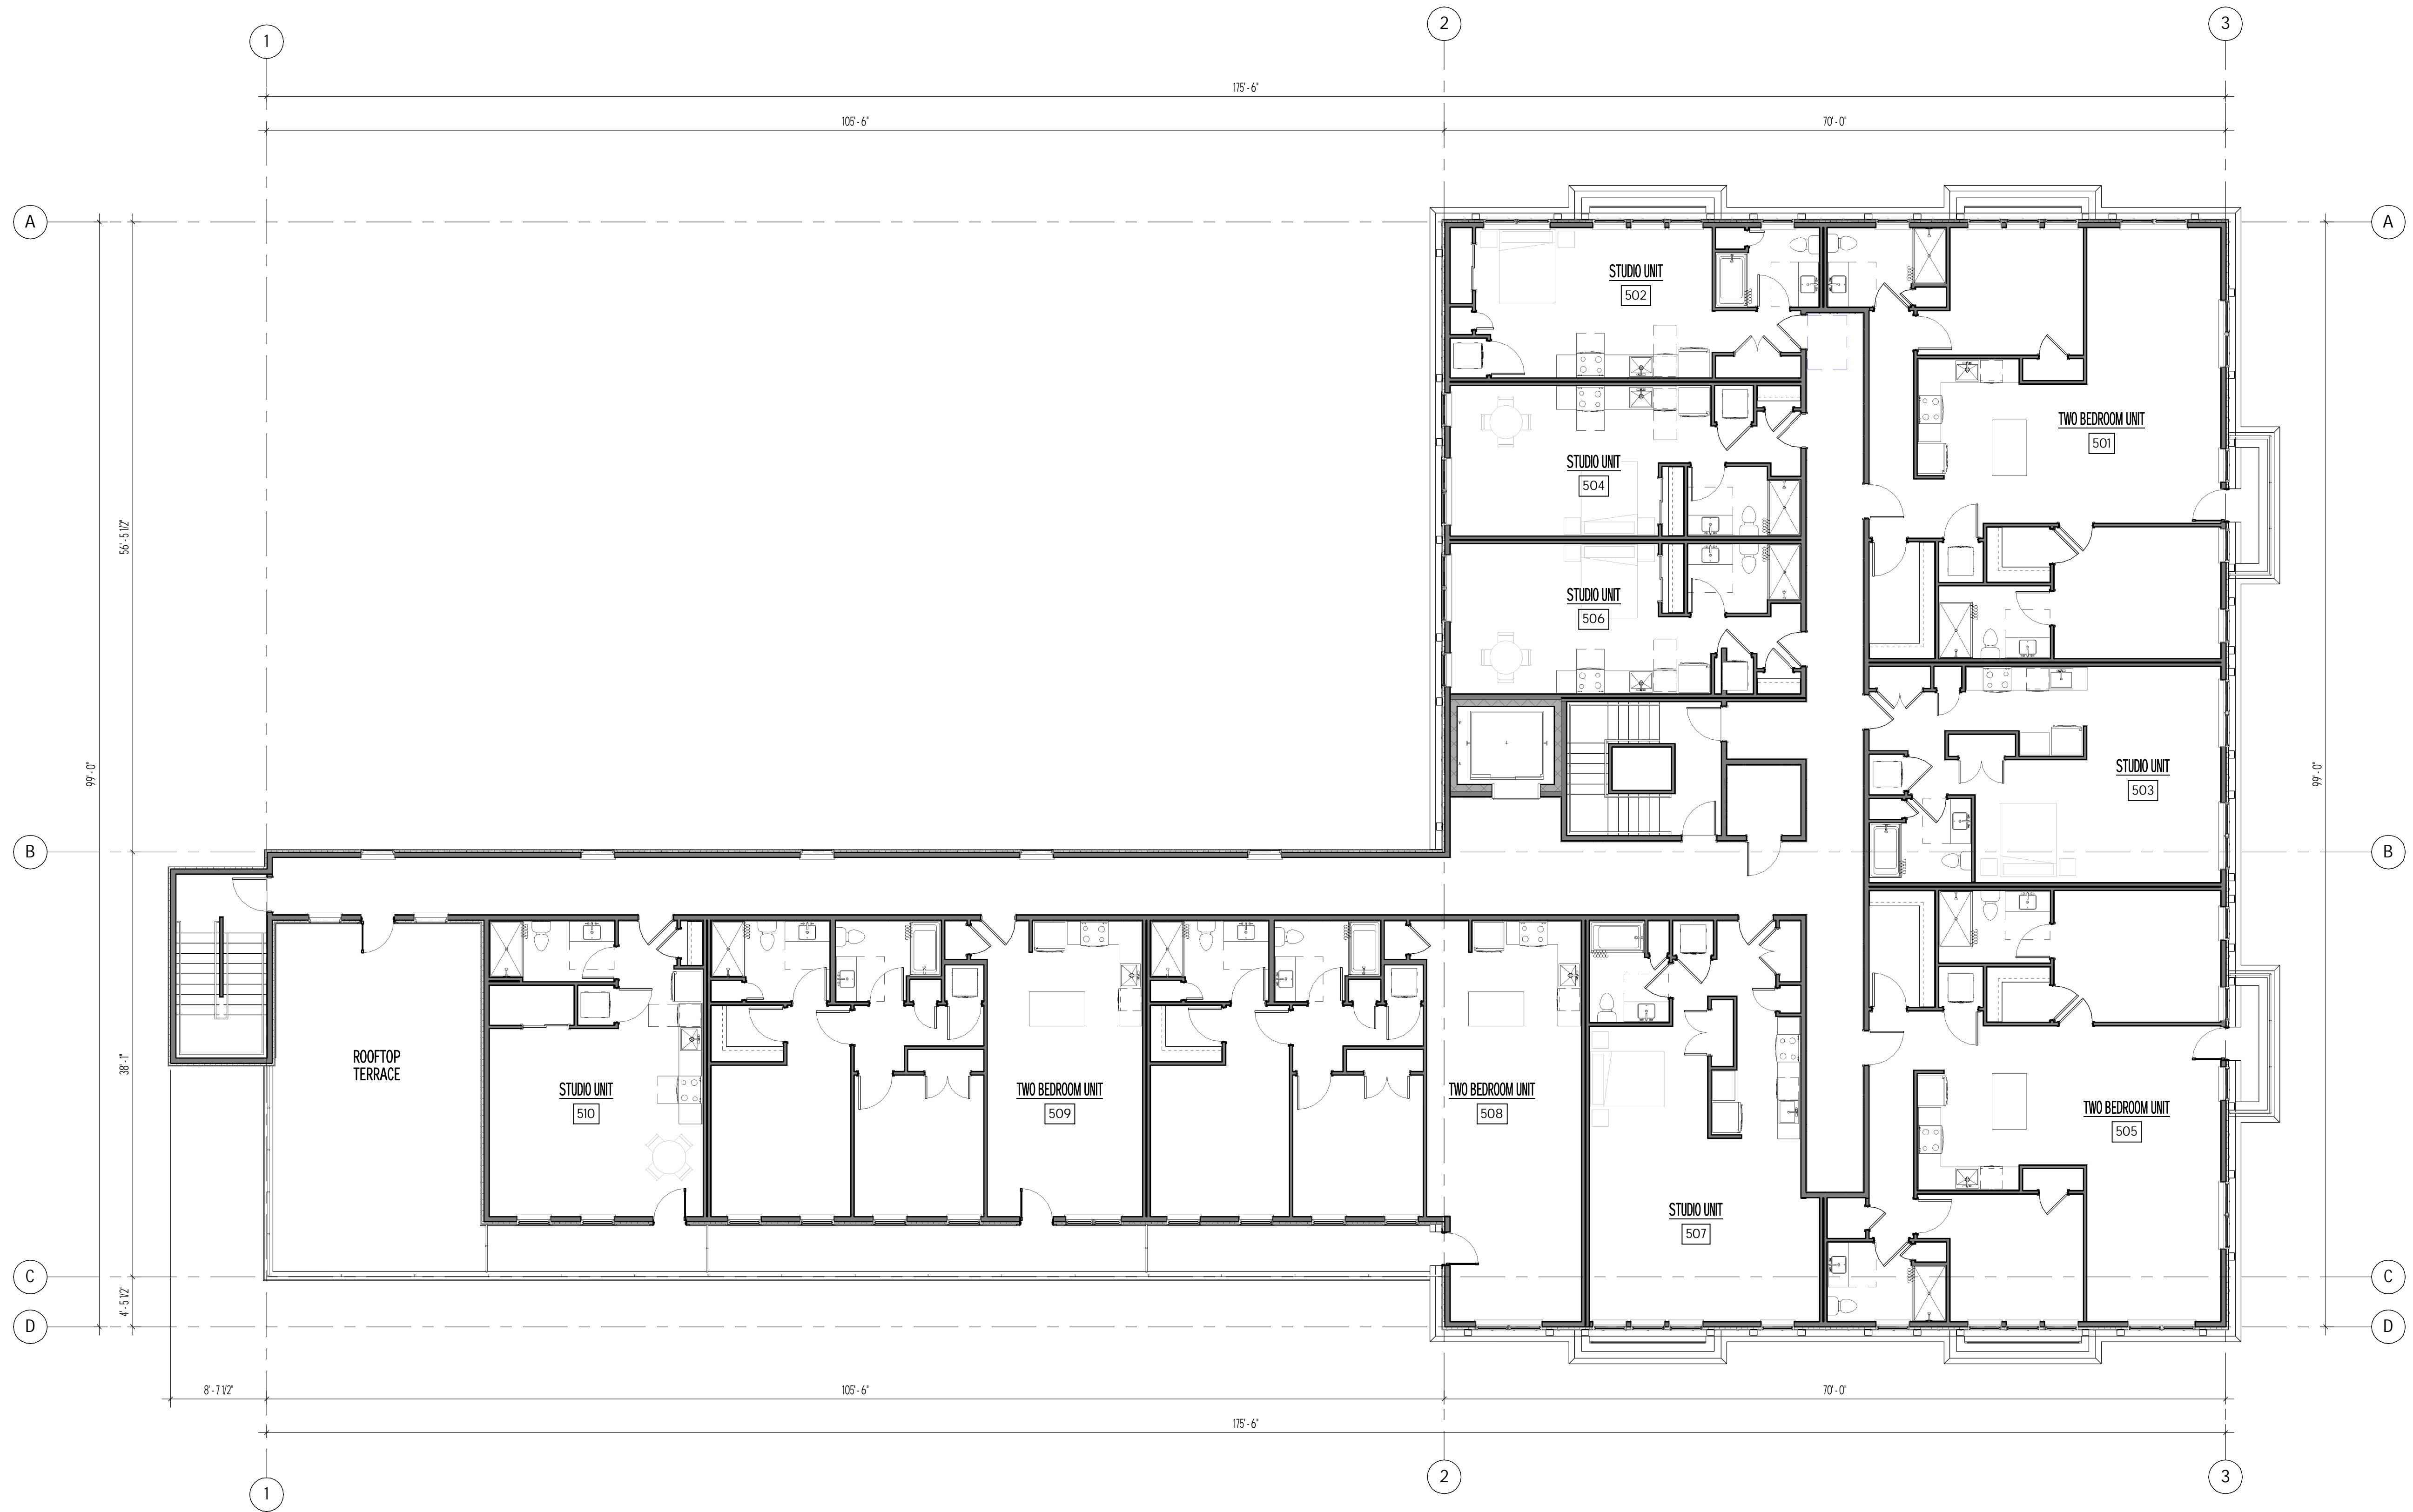 1
2
3
175' - 6"
105' - 6"
70' - 0"
A
A
STUDIO UNIT
502
TWO BEDROOM UNIT
501
STUDIO UNIT
504
56' - 5 1/2"
STUDIO UNIT
506
99' - 0"
99' - 0"
STUDIO UNIT
503
B
B
38' - 1"
ROOFTOP
TERRACE
STUDIO UNIT
510
TWO BEDROOM UNIT
509
TWO BEDROOM UNIT
508
TWO BEDROOM UNIT
505
STUDIO UNIT
507
C
C
4' - 5 1/2"
D
D
8' - 7 1/2"
105' - 6"
70' - 0"
175' - 6"
1
2
3